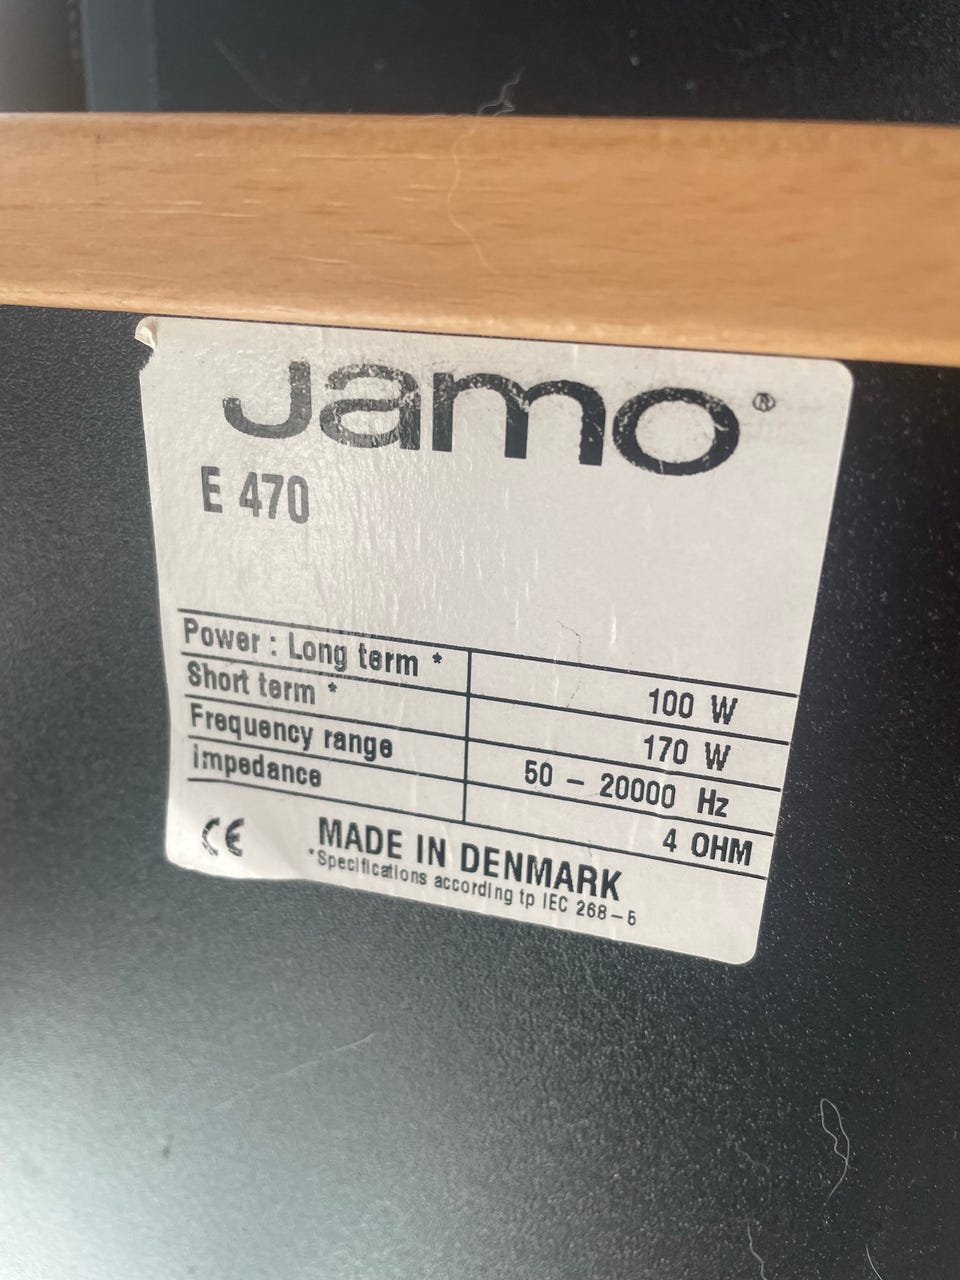 Jamo®
E 470
Power : Long term * 100 W
Short term * 170 W
Frequency range 50 – 20000 Hz
impedance 4 OHM
CE MADE IN DENMARK
*Specifications according tp IEC 268–5